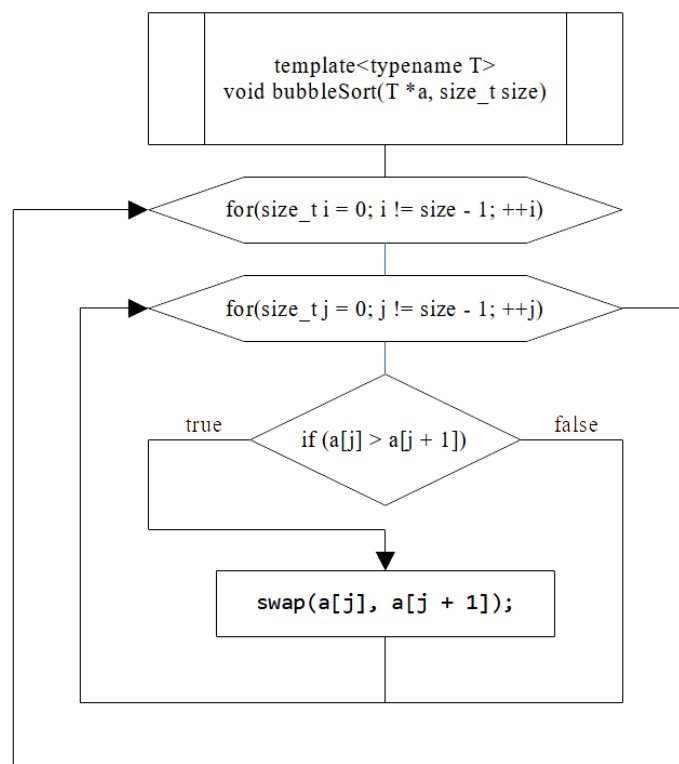 template<typename T>
void bubbleSort(T *a, size_t size)
for(size_t i = 0; i != size - 1; ++i)
for(size_t j = 0; j != size - 1; ++j)
true
false
if (a[j] > a[j + 1])
swap(a[j], a[j + 1]);